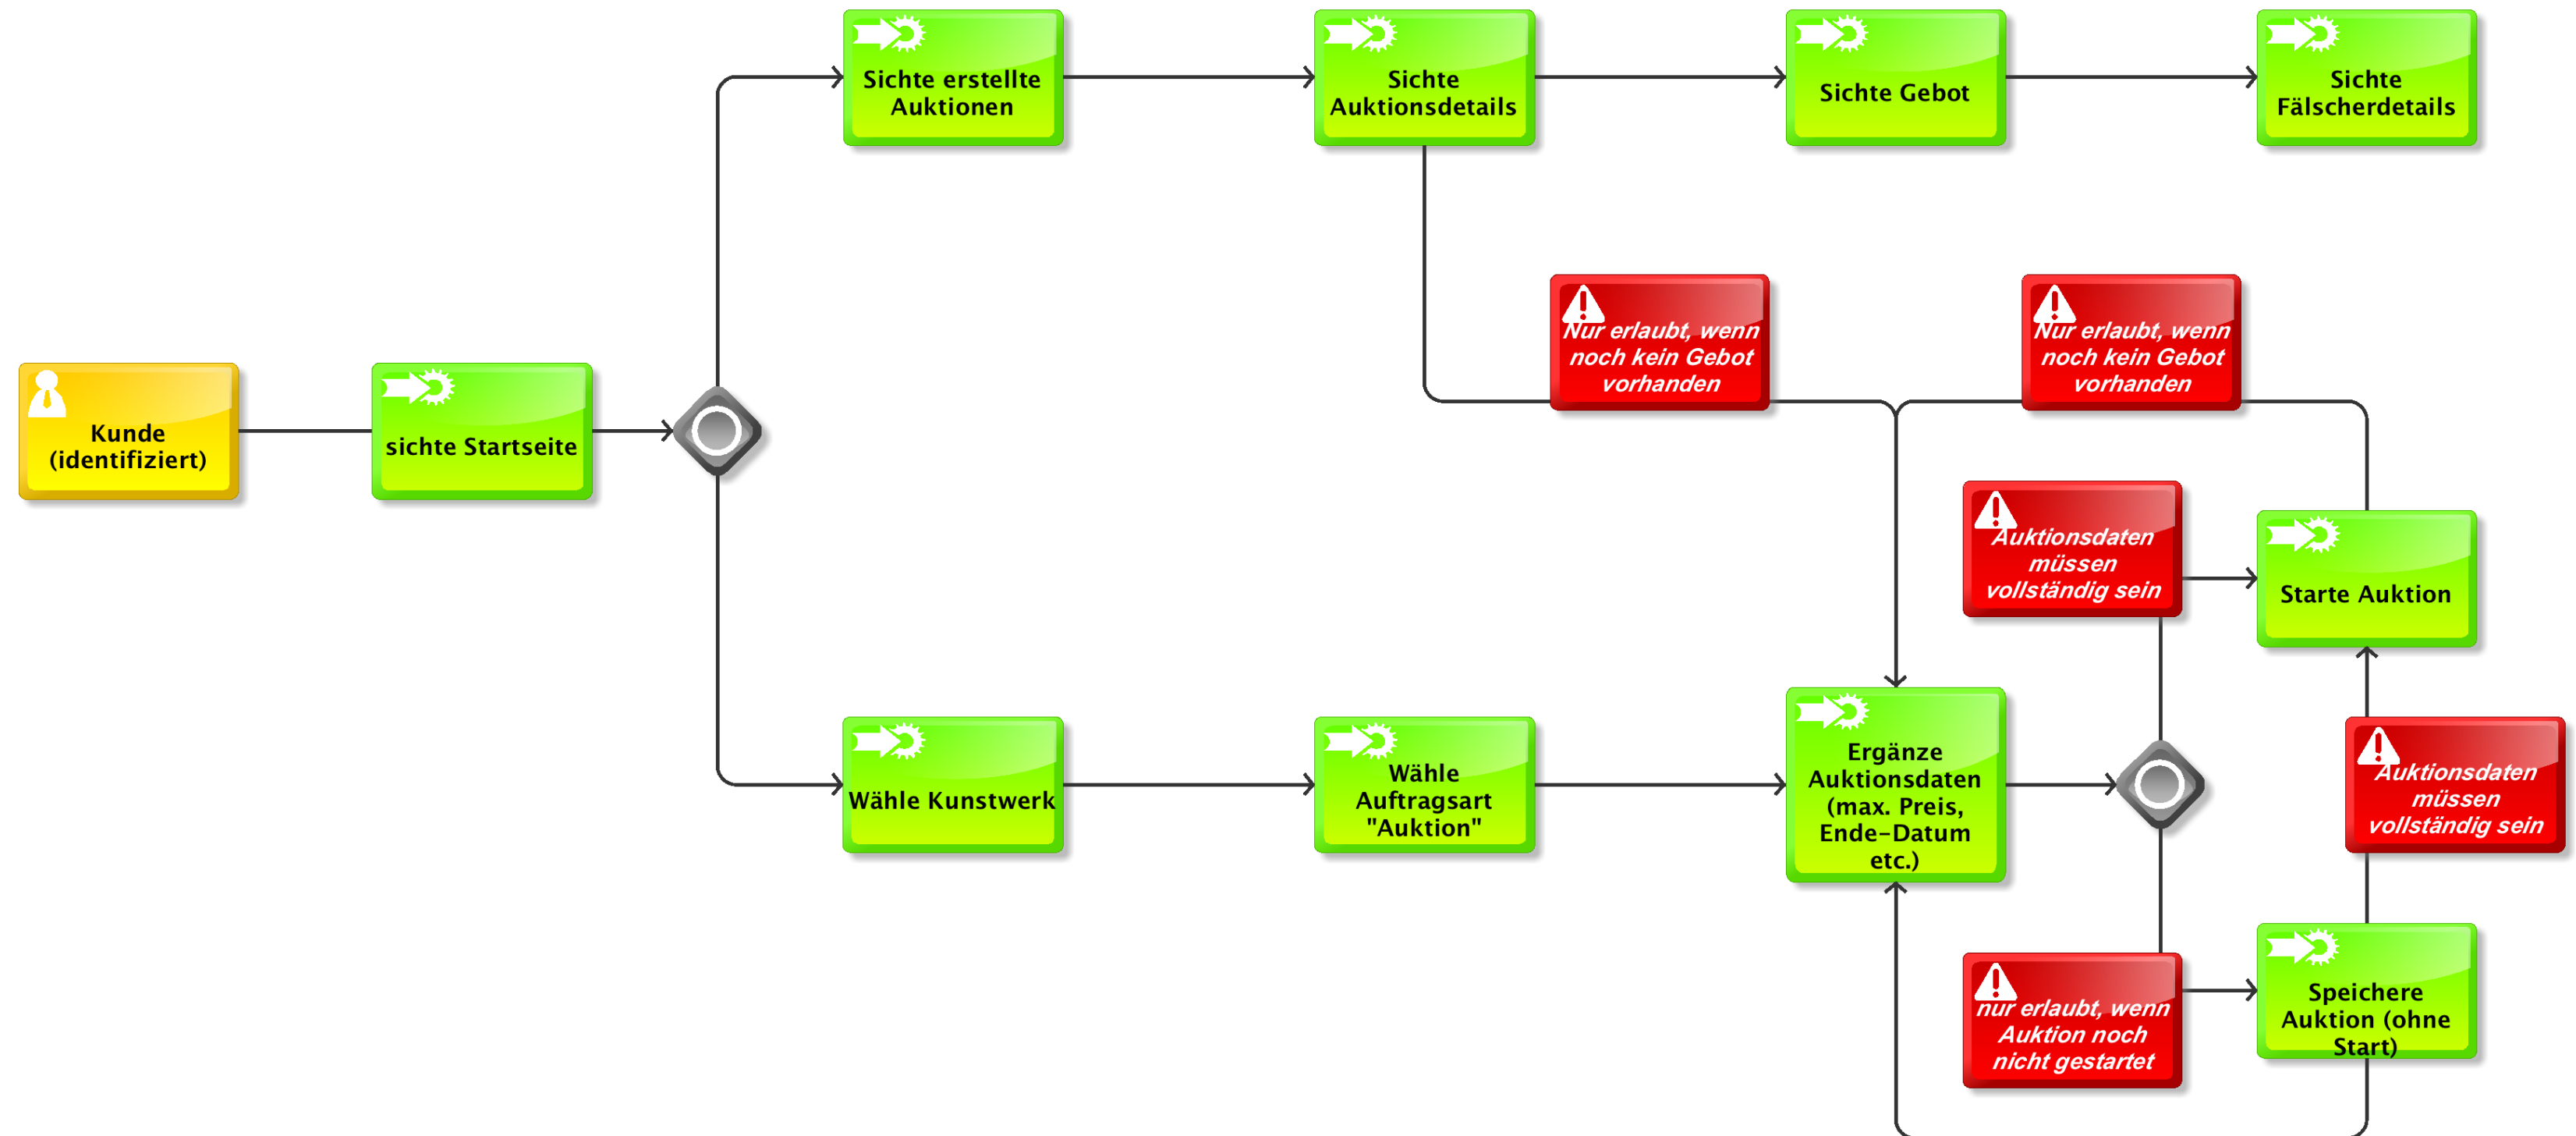 Sichte erstellte
Auktionen
Sichte
Auktionsdetails
Sichte Gebot
Sichte
Fälscherdetails
Nur erlaubt, wenn
noch kein Gebot
vorhanden
Nur erlaubt, wenn
noch kein Gebot
vorhanden
Kunde
(identifiziert)
sichte Startseite
Auktionsdaten
müssen
vollständig sein
Starte Auktion
Wähle Kunstwerk
Wähle
Auftragsart
"Auktion"
Ergänze
Auktionsdaten
(max. Preis,
Ende-Datum
etc.)
Auktionsdaten
müssen
vollständig sein
nur erlaubt, wenn
Auktion noch
nicht gestartet
Speichere
Auktion (ohne
Start)